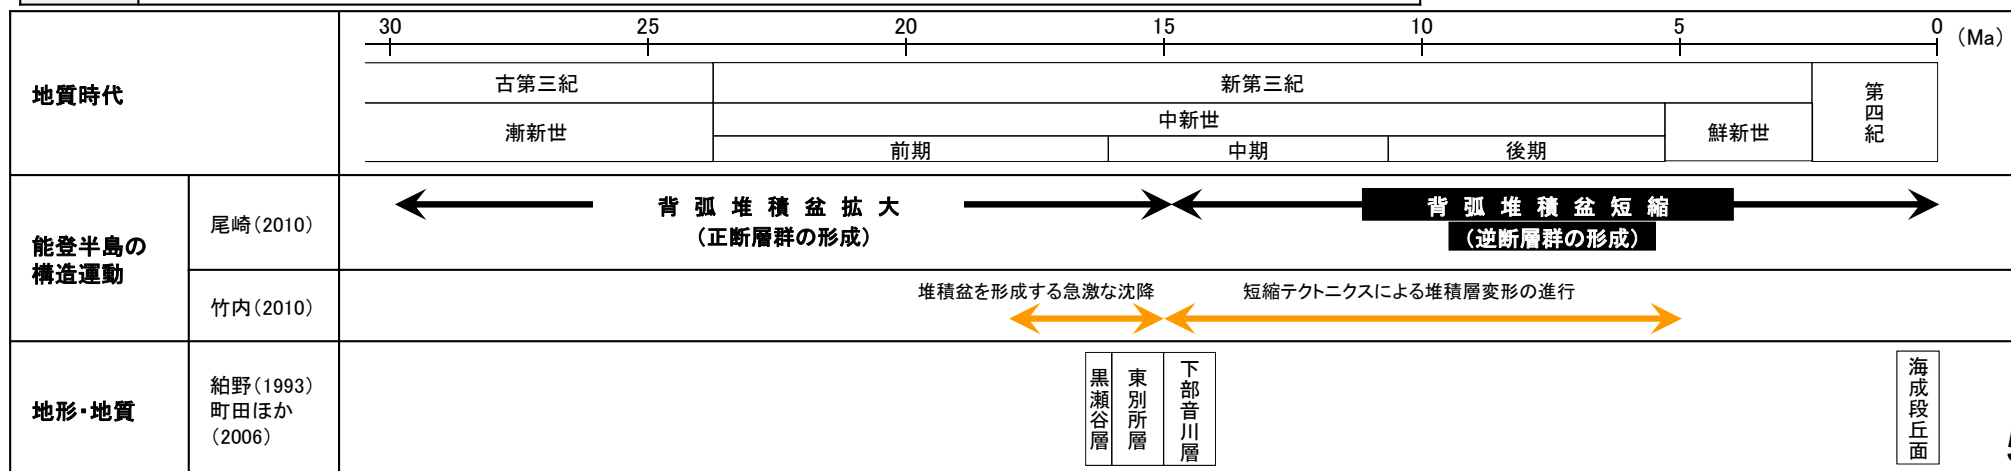 30 25 20 15 10 5 0 (Ma)
地質時代
古第三紀 新第三紀 第四紀
漸新世 中新世 鮮新世
前期 中期 後期
能登半島の
構造運動
尾崎(2010)
背弧堆積盆拡大
(正断層群の形成)
背弧堆積盆短縮
(逆断層群の形成)
竹内(2010)
堆積盆を形成する急激な沈降
短縮テクトニクスによる堆積層変形の進行
地形・地質
絈野(1993)
町田ほか
(2006)
黒瀬谷層
東別所層
下部音川層
海成段丘面